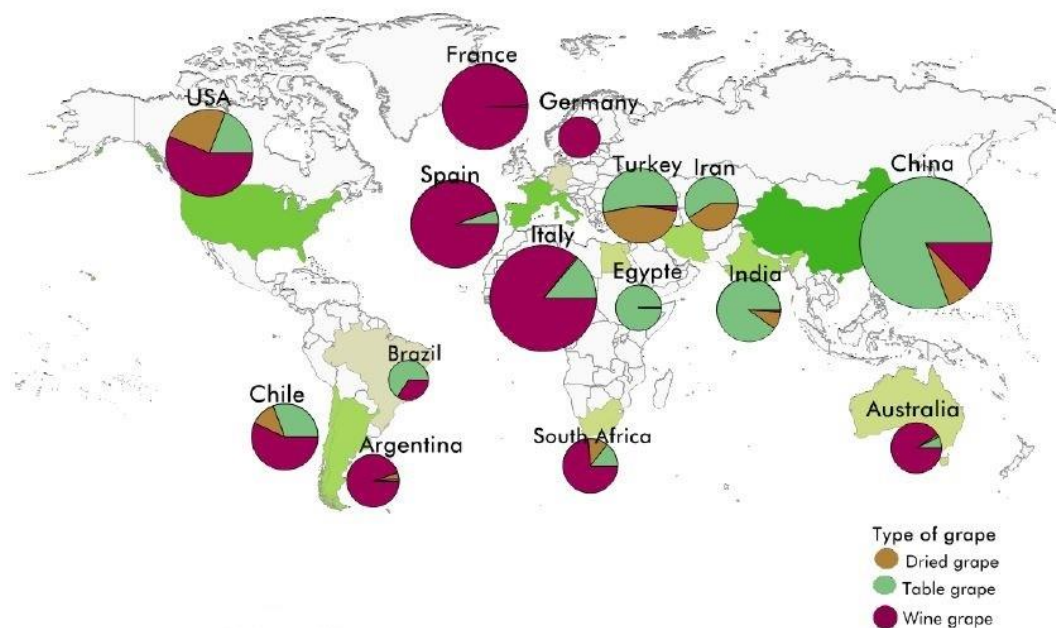 France
USA
Germany
Turkey
Iran
China
Spain
Italy
Egypte
India
Brazil
Chile
Argentina
South Africa
Australia
Type of grape
Dried grape
Table grape
Wine grape